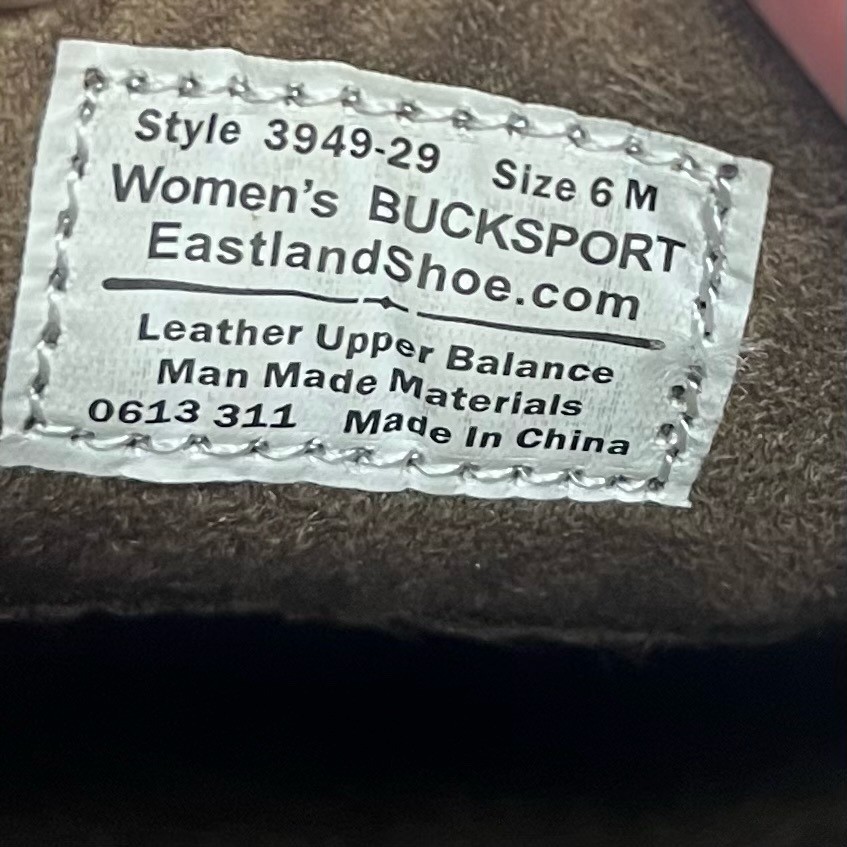 Style 3949-29 Size 6 M
Women's BUCKSPORT
EastlandShoe.com
Leather Upper Balance
Man Made Materials
0613 311 Made In China